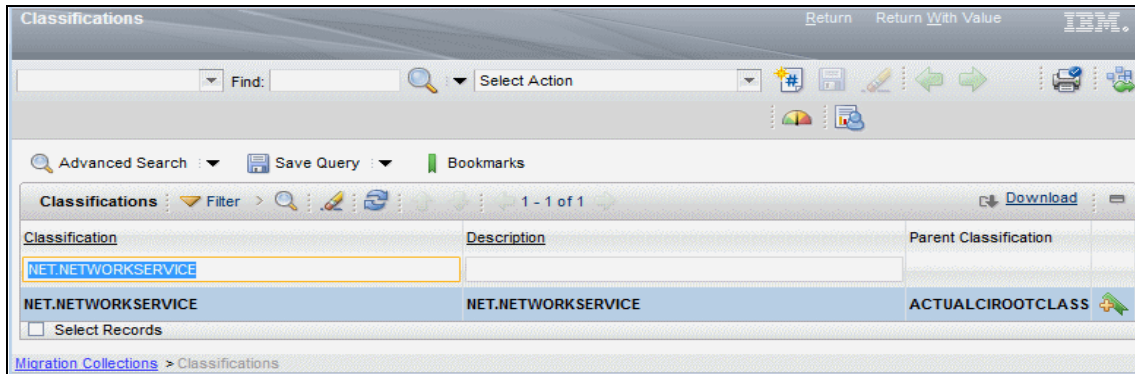 Classifications Return Return With Value IBM.
Find: Select Action
Advanced Search Save Query Bookmarks
Classifications Filter > 1 - 1 of 1 Download
Classification Description Parent Classification
NET.NETWORKSERVICE
NET.NETWORKSERVICE NET.NETWORKSERVICE ACTUALCIROOTCLASS
Select Records
Migration Collections > Classifications